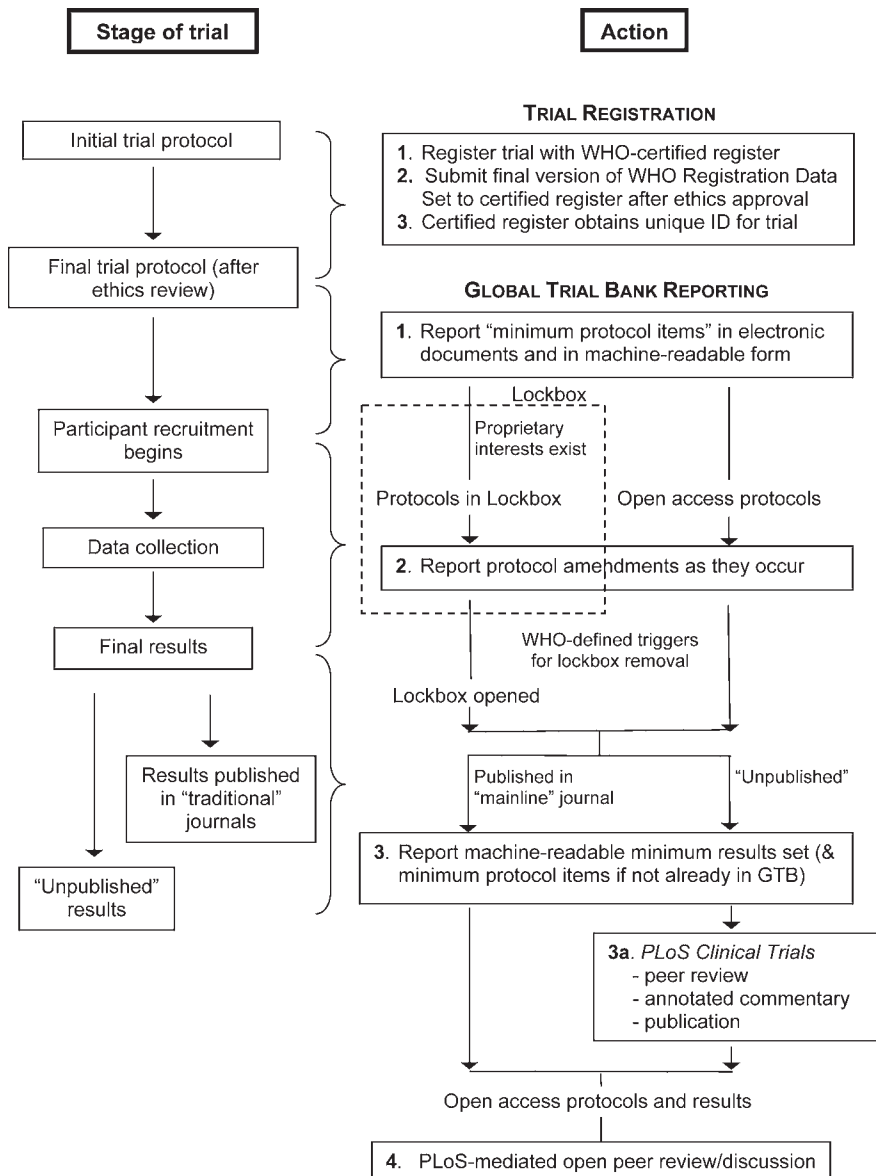 Stage of trial
Action
Initial trial protocol
Final trial protocol (after
ethics review)
Participant recruitment
begins
Data collection
Final results
Results published
in “traditional”
journals
“Unpublished”
results
TRIAL REGISTRATION
1. Register trial with WHO-certified register
2. Submit final version of WHO Registration Data
Set to certified register after ethics approval
3. Certified register obtains unique ID for trial
GLOBAL TRIAL BANK REPORTING
1. Report “minimum protocol items” in electronic
documents and in machine-readable form
Lockbox
Proprietary
interests exist
Protocols in Lockbox
Open access protocols
2. Report protocol amendments as they occur
WHO-defined triggers
for lockbox removal
Lockbox opened
Published in
“mainline” journal
“Unpublished”
3. Report machine-readable minimum results set (&
minimum protocol items if not already in GTB)
3a. PLoS Clinical Trials
- peer review
- annotated commentary
- publication
Open access protocols and results
4. PLoS-mediated open peer review/discussion